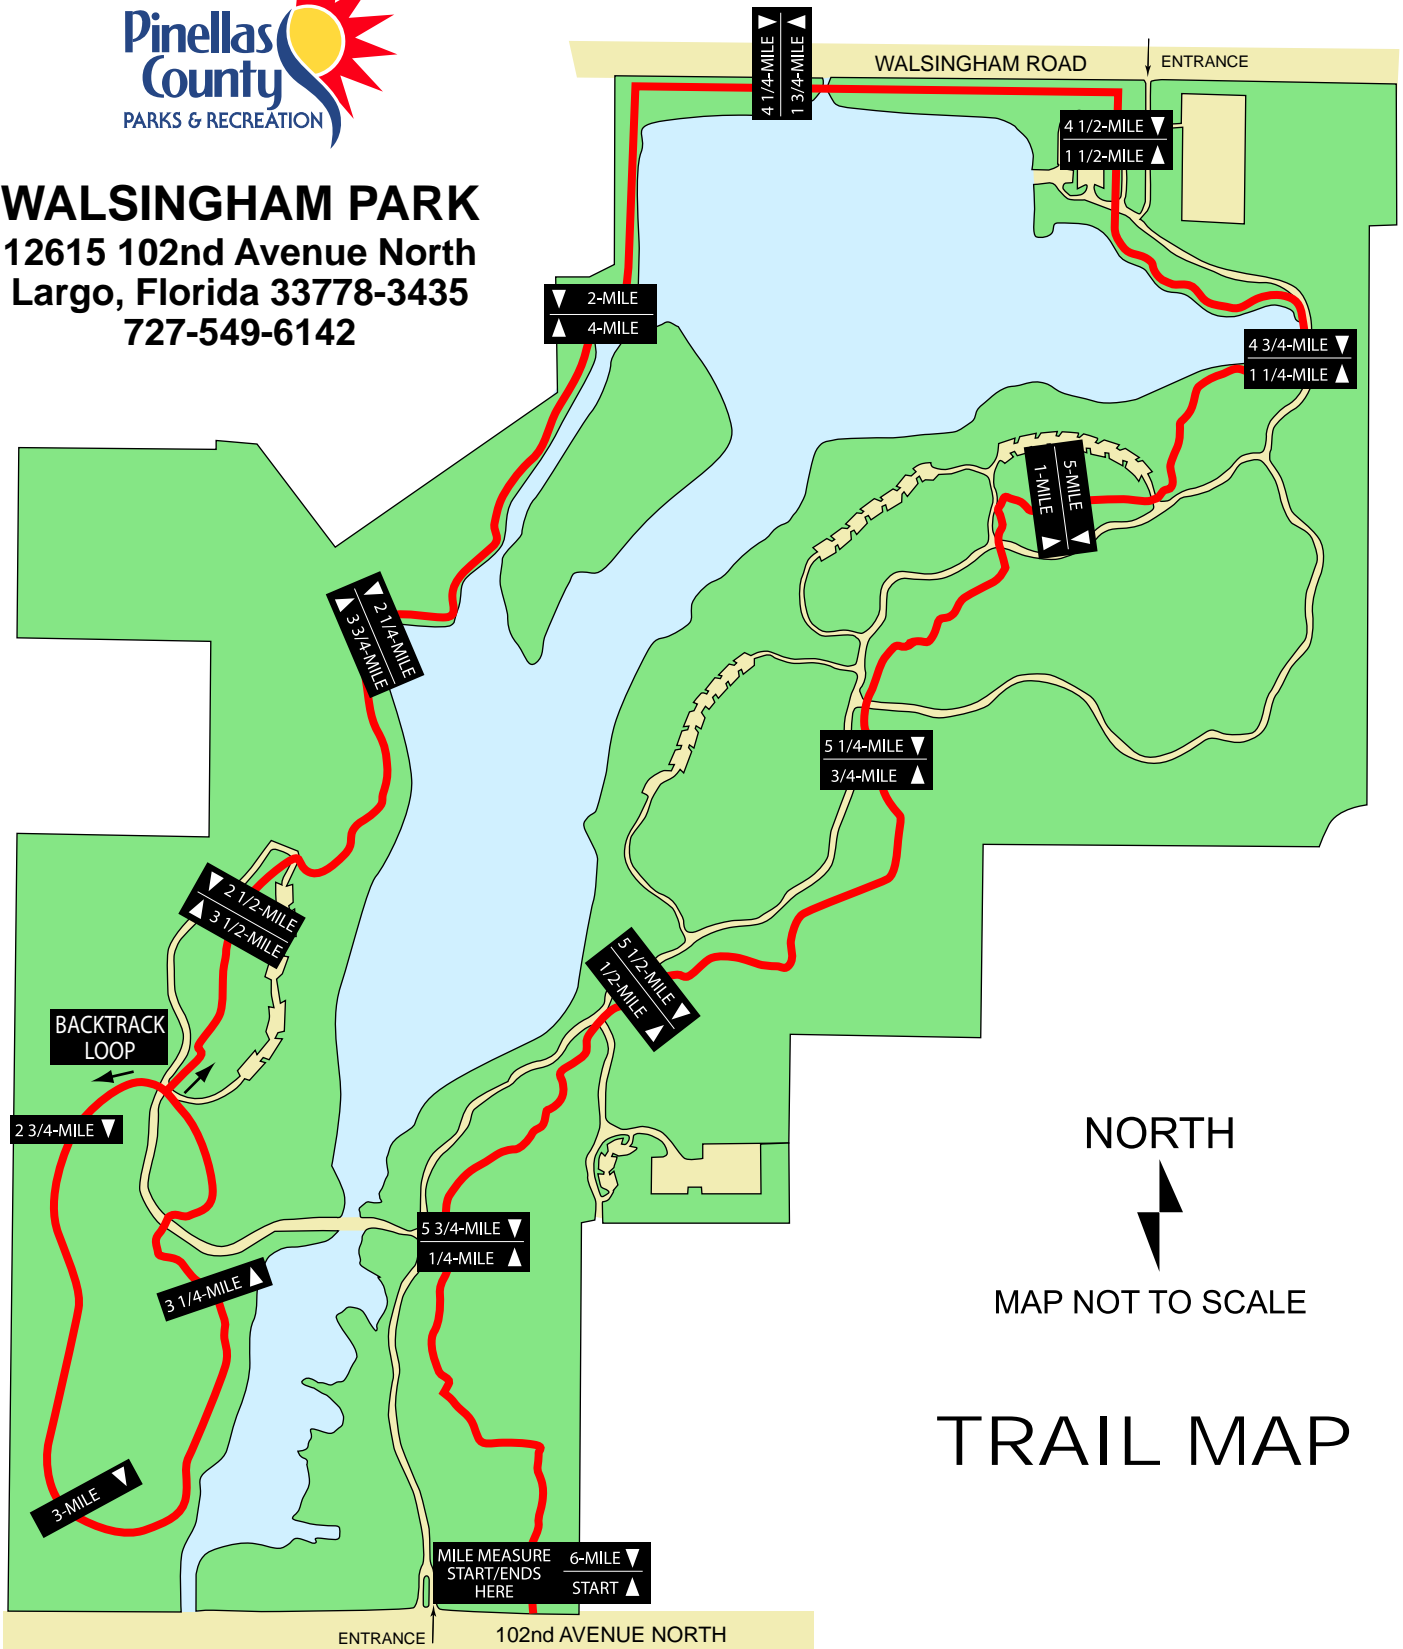 Pinellas
County
PARKS & RECREATION
WALSINGHAM PARK
12615 102nd Avenue North
Largo, Florida 33778-3435
727-549-6142
WALSINGHAM ROAD
ENTRANCE
4 1/4-MILE
1 3/4-MILE
4 1/2-MILE
1 1/2-MILE
2-MILE
4-MILE
4 3/4-MILE
1 1/4-MILE
5-MILE
1-MILE
2 1/4-MILE
3 3/4-MILE
5 1/4-MILE
3/4-MILE
2 1/2-MILE
3 1/2-MILE
5 1/2-MILE
1/2-MILE
BACKTRACK
LOOP
2 3/4-MILE
5 3/4-MILE
1/4-MILE
3 1/4-MILE
3-MILE
NORTH
MAP NOT TO SCALE
TRAIL MAP
MILE MEASURE
START/ENDS
HERE
6-MILE
START
ENTRANCE
102nd AVENUE NORTH